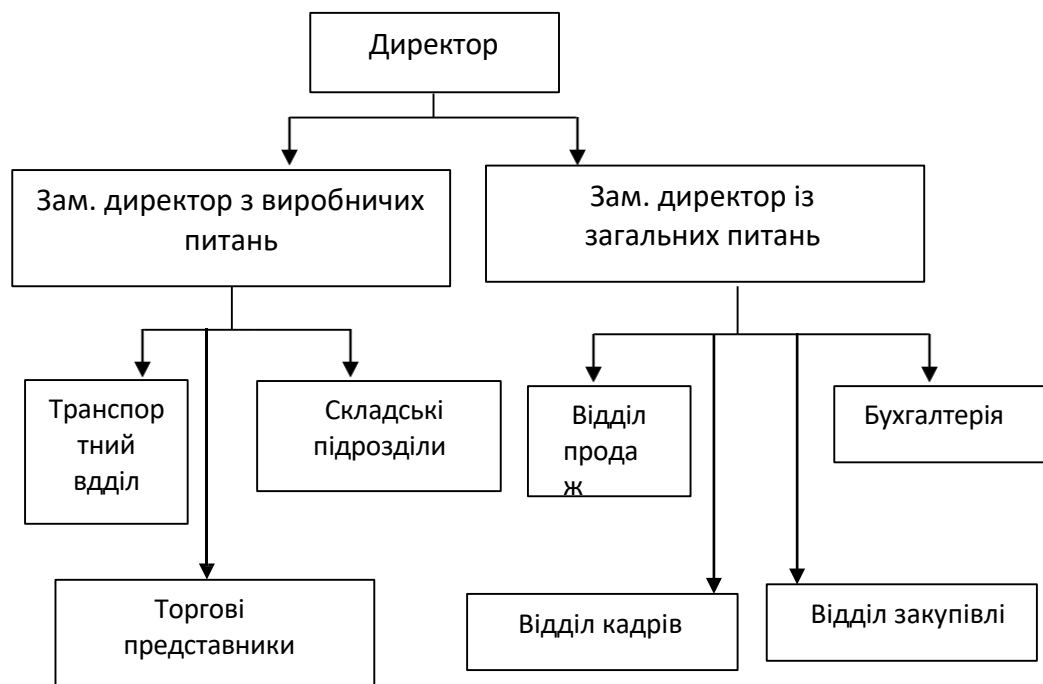 Директор
Зам. директор з виробничих
питань
Зам. директор із
загальних питань
Транспор
тний
вдділ
Складські
підрозділи
Відділ
прода
ж
Бухгалтерія
Торгові
представники
Відділ кадрів
Відділ закупівлі